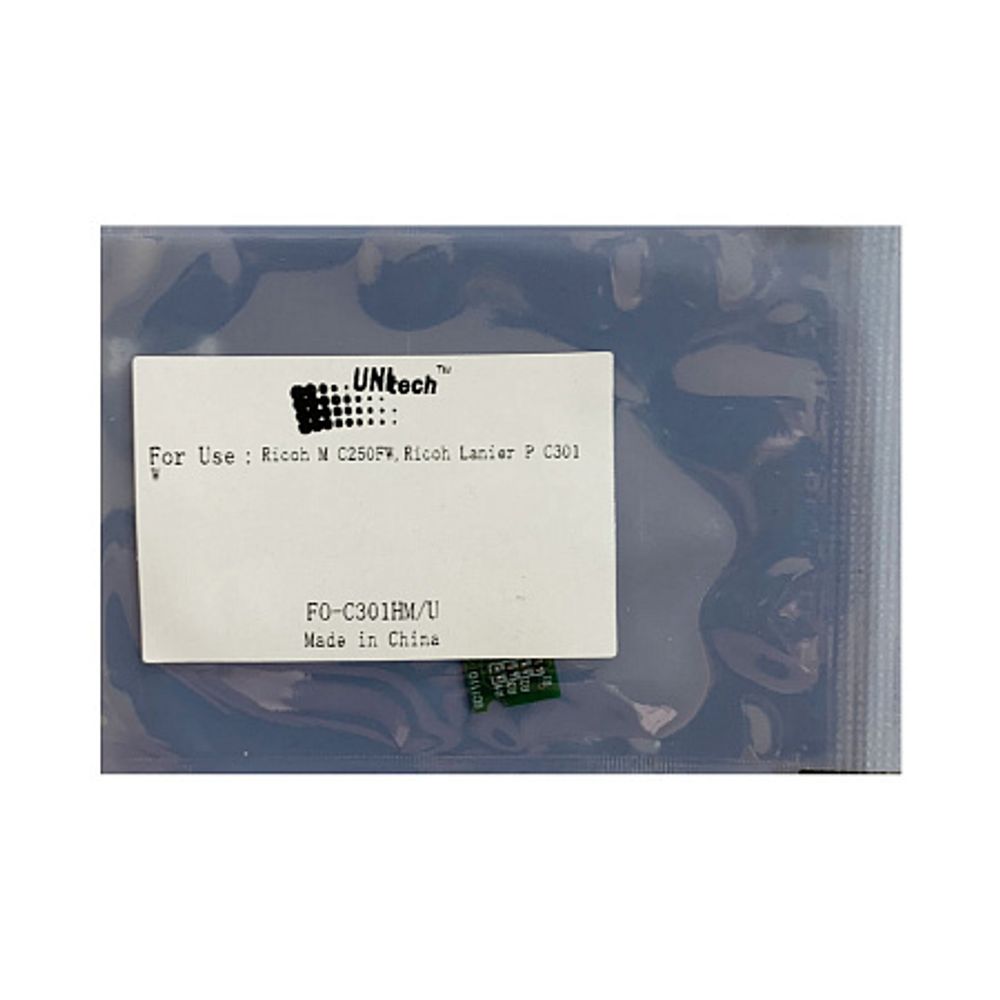 UNItech™
For Use : Ricoh M C250FW, Ricoh Lanier P C301
W
FO-C301HM/U
Made in China